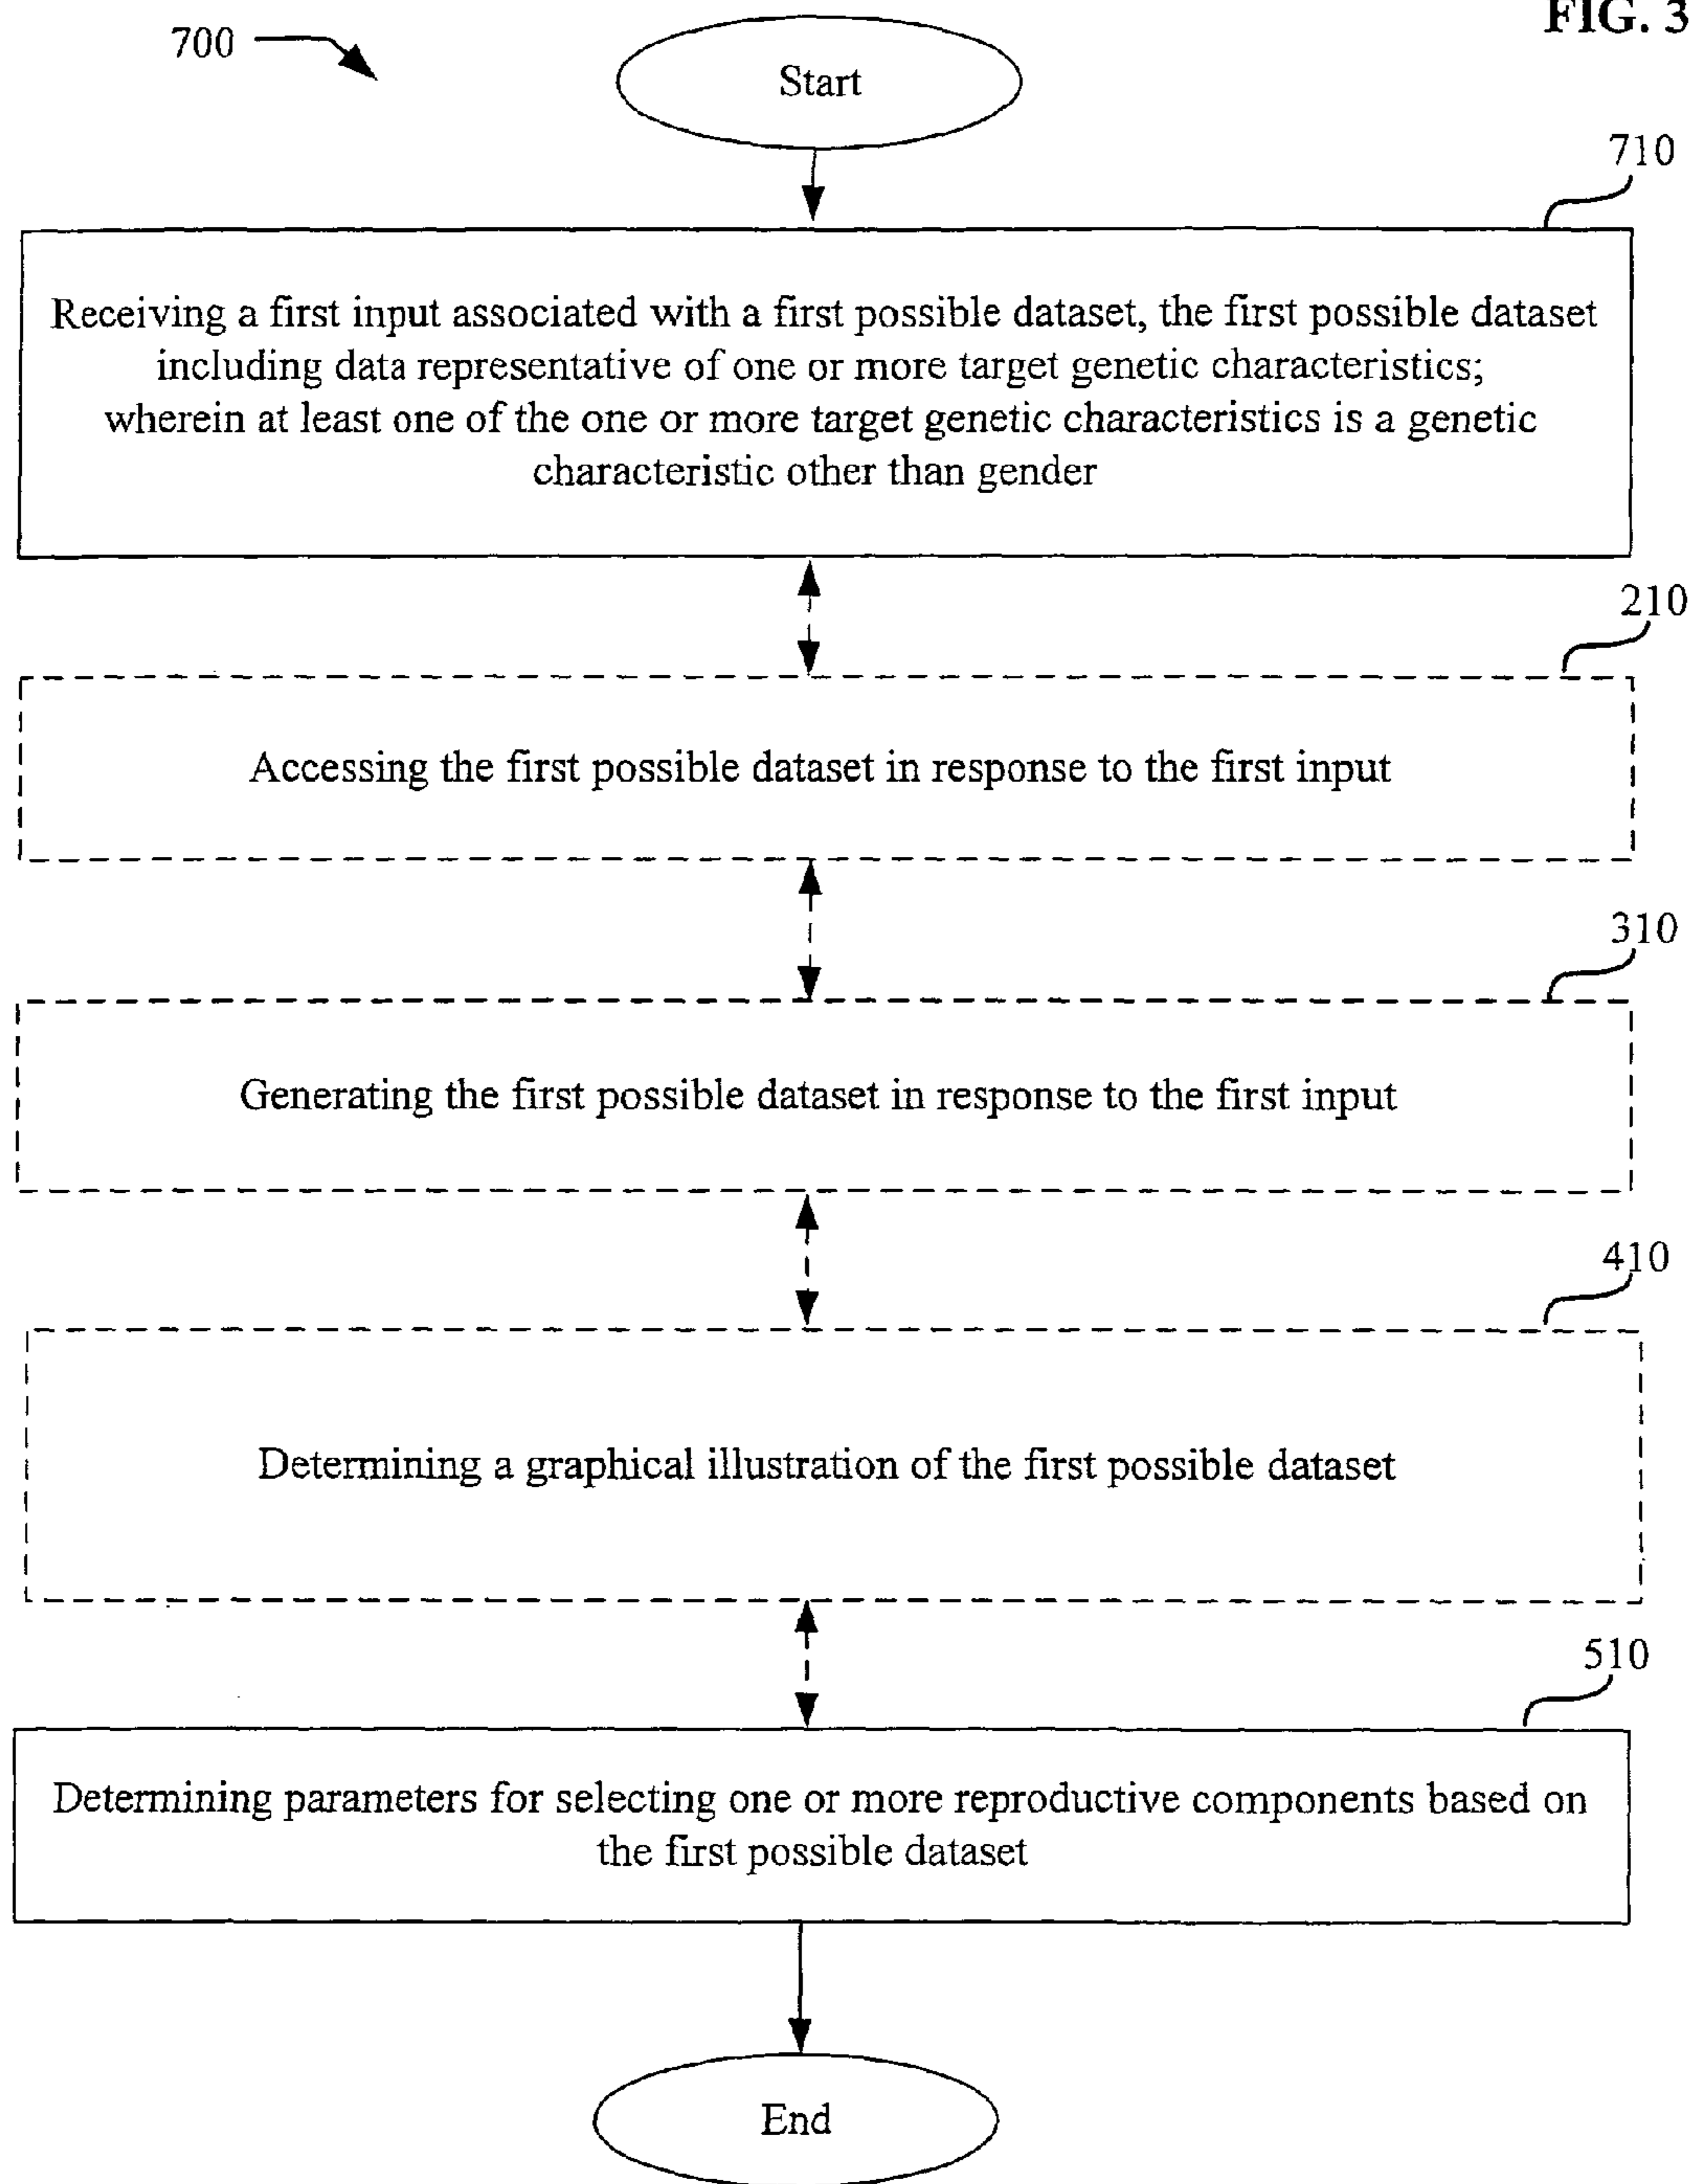 FIG. 3
700
Start
710
Receiving a first input associated with a first possible dataset, the first possible dataset
including data representative of one or more target genetic characteristics;
wherein at least one of the one or more target genetic characteristics is a genetic
characteristic other than gender
210
Accessing the first possible dataset in response to the first input
310
Generating the first possible dataset in response to the first input
410
Determining a graphical illustration of the first possible dataset
510
Determining parameters for selecting one or more reproductive components based on
the first possible dataset
End